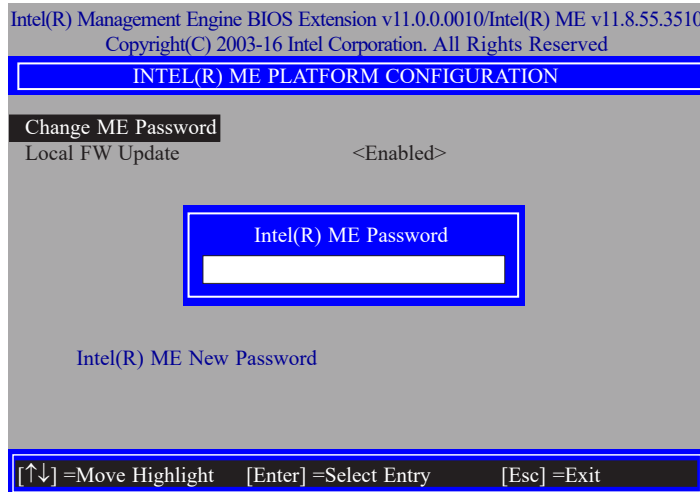 Intel(R) Management Engine BIOS Extension v11.0.0.0010/Intel(R) ME v11.8.55.3510
Copyright(C) 2003-16 Intel Corporation. All Rights Reserved
INTEL(R) ME PLATFORM CONFIGURATION
Change ME Password
Local FW Update <Enabled>
Intel(R) ME Password
Intel(R) ME New Password
[↑↓] =Move Highlight [Enter] =Select Entry [Esc] =Exit